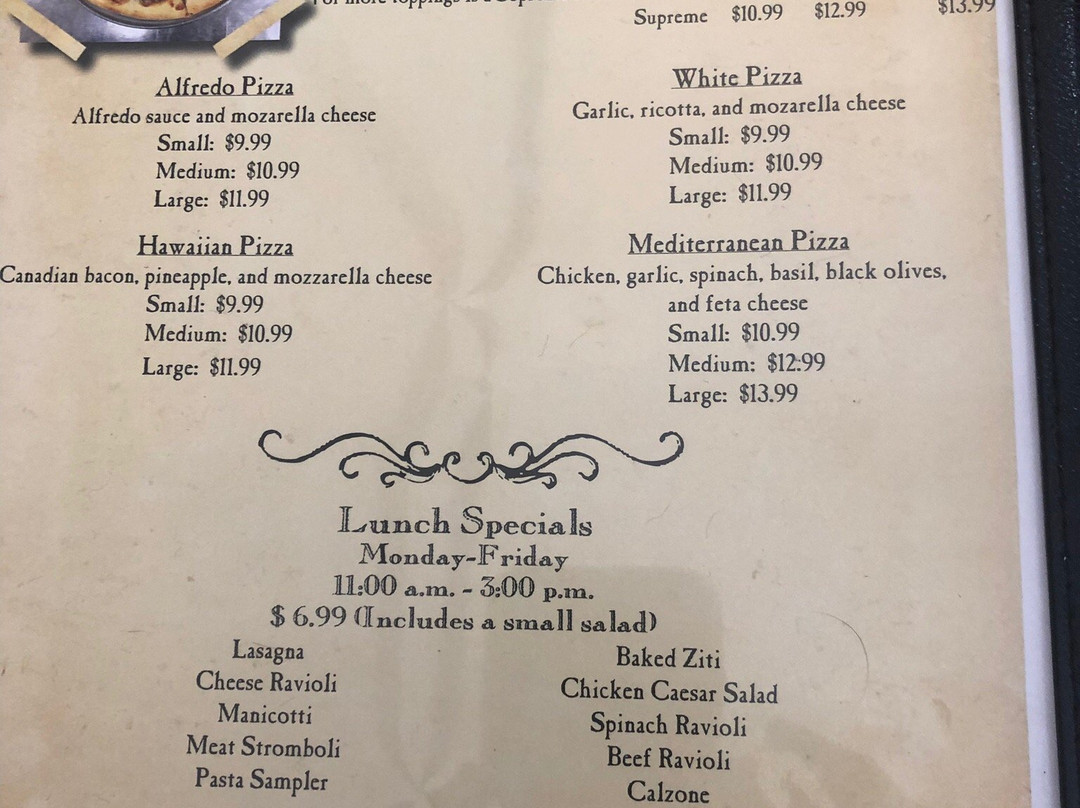 Supreme $10.99 $12.99 $13.99
Alfredo Pizza
Alfredo sauce and mozarella cheese
Small: $9.99
Medium: $10.99
Large: $11.99
White Pizza
Garlic, ricotta, and mozarella cheese
Small: $9.99
Medium: $10.99
Large: $11.99
Hawaiian Pizza
Canadian bacon, pineapple, and mozzarella cheese
Small: $9.99
Medium: $10.99
Large: $11.99
Mediterranean Pizza
Chicken, garlic, spinach, basil, black olives,
and feta cheese
Small: $10.99
Medium: $12.99
Large: $13.99
Lunch Specials
Monday-Friday
11:00 a.m. - 3:00 p.m.
$ 6.99 (Includes a small salad)
Lasagna
Cheese Ravioli
Manicotti
Meat Stromboli
Pasta Sampler
Baked Ziti
Chicken Caesar Salad
Spinach Ravioli
Beef Ravioli
Calzone